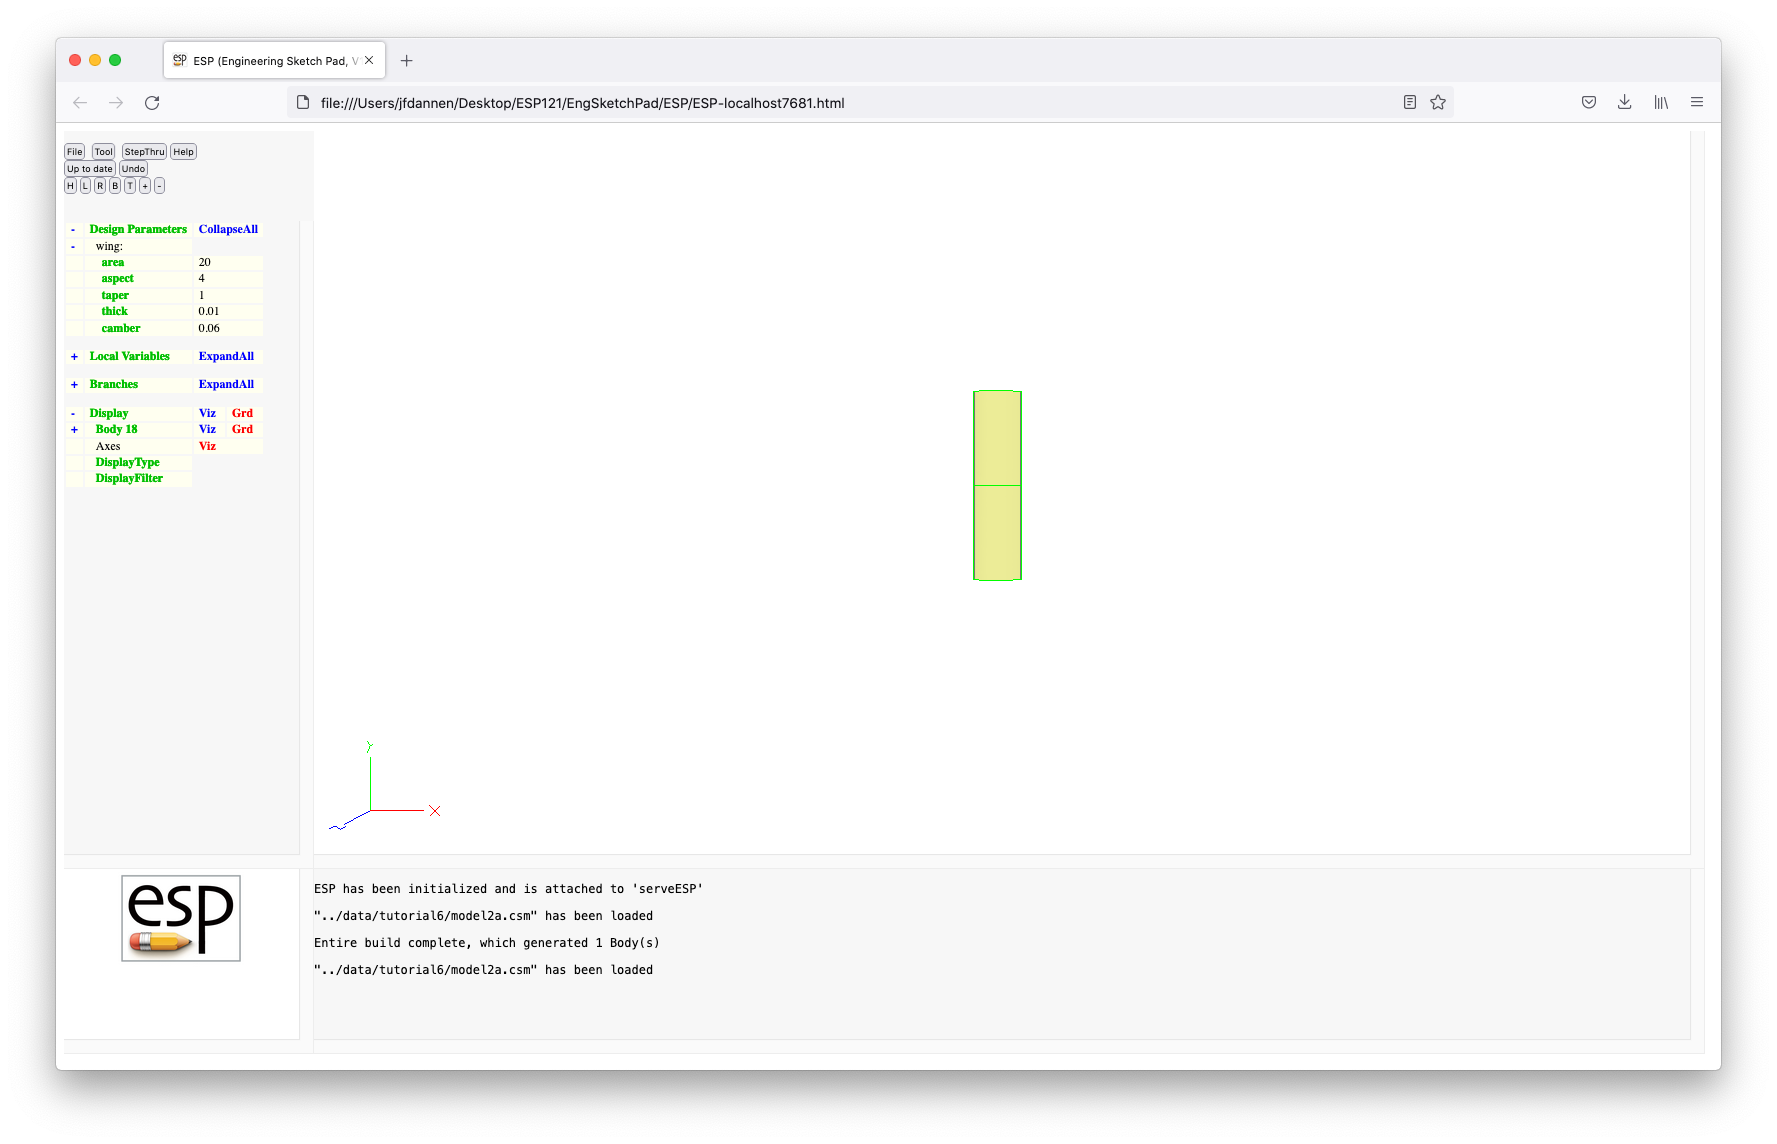 ESP (Engineering Sketch Pad, V
file:///Users/jfdannen/Desktop/ESP121/EngSketchPad/ESP/ESP-localhost7681.html
File Tool StepThru Help
Up to date Undo
H L R B T + -
- Design Parameters CollapseAll
- wing:
area 20
aspect 4
taper 1
thick 0.01
camber 0.06
+ Local Variables ExpandAll
+ Branches ExpandAll
- Display Viz Grd
+ Body 18 Viz Grd
Axes Viz
DisplayType
DisplayFilter
Y
X
Z
esp
ESP has been initialized and is attached to 'serveESP'
"../data/tutorial6/model2a.csm" has been loaded
Entire build complete, which generated 1 Body(s)
"../data/tutorial6/model2a.csm" has been loaded